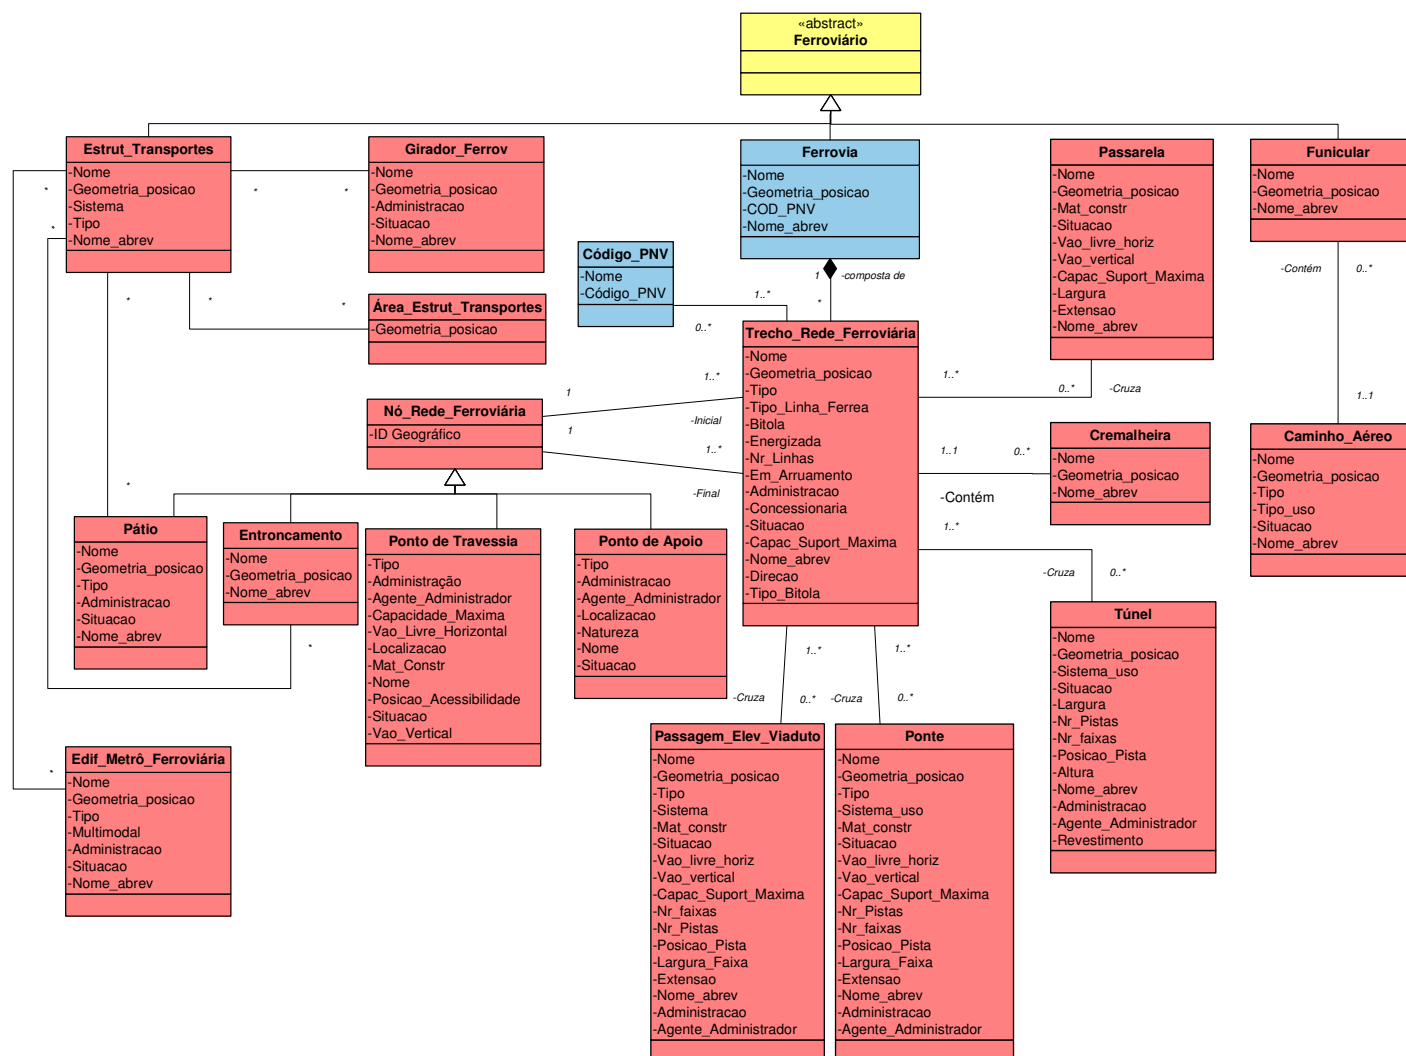 «abstract»
Ferroviário
Estrut_Transportes
-Nome
-Geometria_posicao
-Sistema
-Tipo
-Nome_abrev
Girador_Ferrov
-Nome
-Geometria_posicao
-Administracao
-Situacao
-Nome_abrev
Ferrovia
-Nome
-Geometria_posicao
-COD_PNV
-Nome_abrev
Passarela
-Nome
-Geometria_posicao
-Mat_constr
-Situacao
-Vao_livre_horiz
-Vao_vertical
-Capac_Suport_Maxima
-Largura
-Extensao
-Nome_abrev
Funicular
-Nome
-Geometria_posicao
-Nome_abrev
*
*
*
*
Código_PNV
-Nome
-Código_PNV
1
-composta de
*
-Contém
0..*
1..1
*
*
*
Área_Estrut_Transportes
-Geometria_posicao
1..*
0..*
Trecho_Rede_Ferroviária
-Nome
-Geometria_posicao
-Tipo
-Tipo_Linha_Ferrea
-Bitola
-Energizada
-Nr_Linhas
-Em_Arruamento
-Administracao
-Concessionaria
-Situacao
-Capac_Suport_Maxima
-Nome_abrev
-Direcao
-Tipo_Bitola
1..*
0..*
-Cruza
Nó_Rede_Ferroviária
-ID Geográfico
1
1..*
-Inicial
1
1..*
-Final
Cremalheira
-Nome
-Geometria_posicao
-Nome_abrev
1..1
0..*
-Contém
Caminho_Aéreo
-Nome
-Geometria_posicao
-Tipo
-Tipo_uso
-Situacao
-Nome_abrev
*
Pátio
-Nome
-Geometria_posicao
-Tipo
-Administracao
-Situacao
-Nome_abrev
Entroncamento
-Nome
-Geometria_posicao
-Nome_abrev
*
Ponto de Travessia
-Tipo
-Administração
-Agente_Administrador
-Capacidade_Maxima
-Vao_Livre_Horizontal
-Localizacao
-Mat_Constr
-Nome
-Posicao_Acessibilidade
-Situacao
-Vao_Vertical
Ponto de Apoio
-Tipo
-Administracao
-Agente_Administrador
-Localizacao
-Natureza
-Nome
-Situacao
1..*
-Cruza
0..*
Túnel
-Nome
-Geometria_posicao
-Sistema_uso
-Situacao
-Largura
-Nr_Pistas
-Nr_faixas
-Posicao_Pista
-Altura
-Nome_abrev
-Administracao
-Agente_Administrador
-Revestimento
1..*
-Cruza
0..*
1..*
-Cruza
0..*
*
Edif_Metrô_Ferroviária
-Nome
-Geometria_posicao
-Tipo
-Multimodal
-Administracao
-Situacao
-Nome_abrev
Passagem_Elev_Viaduto
-Nome
-Geometria_posicao
-Tipo
-Sistema
-Mat_constr
-Situacao
-Vao_livre_horiz
-Vao_vertical
-Capac_Suport_Maxima
-Nr_faixas
-Nr_Pistas
-Posicao_Pista
-Largura_Faixa
-Extensao
-Nome_abrev
-Administracao
-Agente_Administrador
Ponte
-Nome
-Geometria_posicao
-Tipo
-Sistema_uso
-Mat_constr
-Situacao
-Vao_livre_horiz
-Vao_vertical
-Capac_Suport_Maxima
-Nr_Pistas
-Nr_faixas
-Posicao_Pista
-Largura_Faixa
-Extensao
-Nome_abrev
-Administracao
-Agente_Administrador